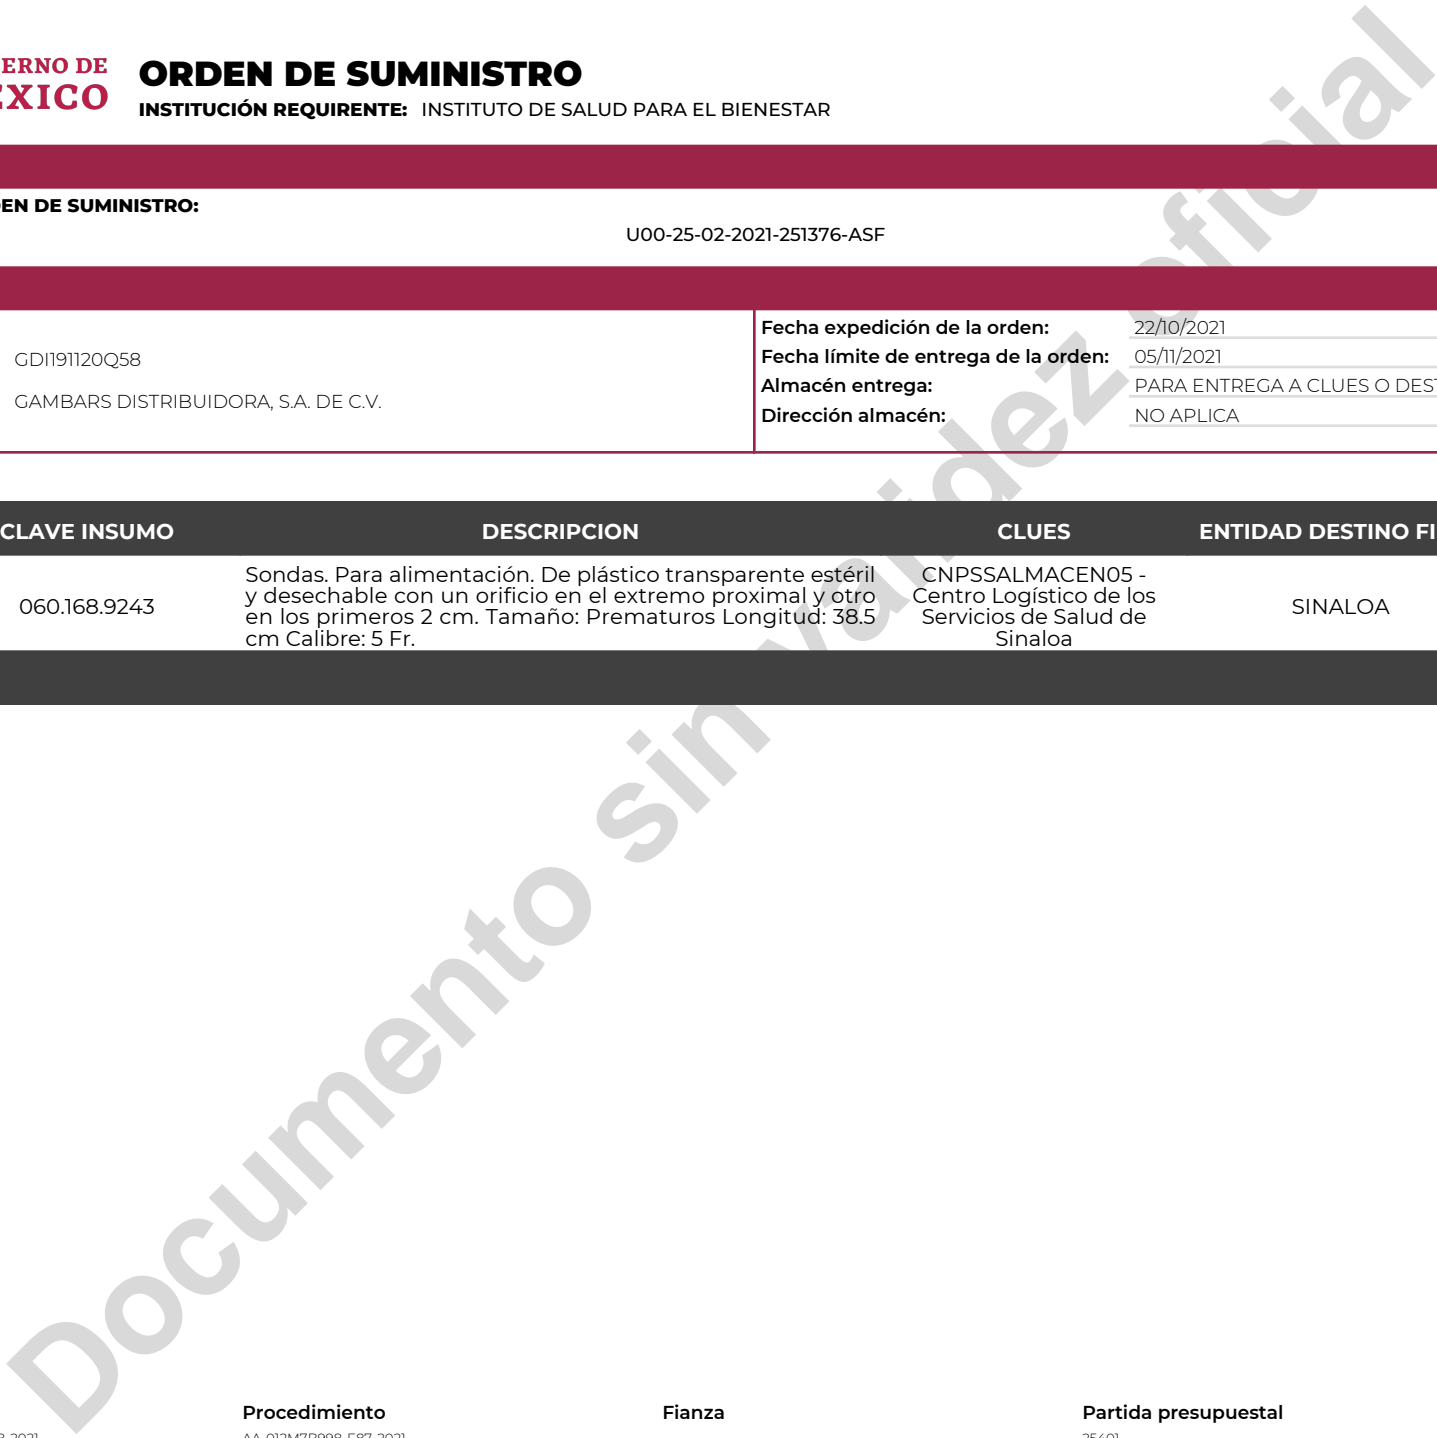 ERNO DE
EXICO
ORDEN DE SUMINISTRO
INSTITUCIÓN REQUIRENTE: INSTITUTO DE SALUD PARA EL BIENESTAR
EN DE SUMINISTRO:
U00-25-02-2021-251376-ASF
GDI191120Q58
GAMBARS DISTRIBUIDORA, S.A. DE C.V.
Fecha expedición de la orden: 22/10/2021
Fecha límite de entrega de la orden: 05/11/2021
Almacén entrega: PARA ENTREGA A CLUES O DEST
Dirección almacén: NO APLICA
CLAVE INSUMO DESCRIPCION CLUES ENTIDAD DESTINO FI
060.168.9243
Sondas. Para alimentación. De plástico transparente estéril
y desechable con un orificio en el extremo proximal y otro
en los primeros 2 cm. Tamaño: Prematuros Longitud: 38.5
cm Calibre: 5 Fr.
CNPSSALMACEN05 -
Centro Logístico de los
Servicios de Salud de
Sinaloa
SINALOA
Documento sin validez oficial
Procedimiento Fianza Partida presupuestal